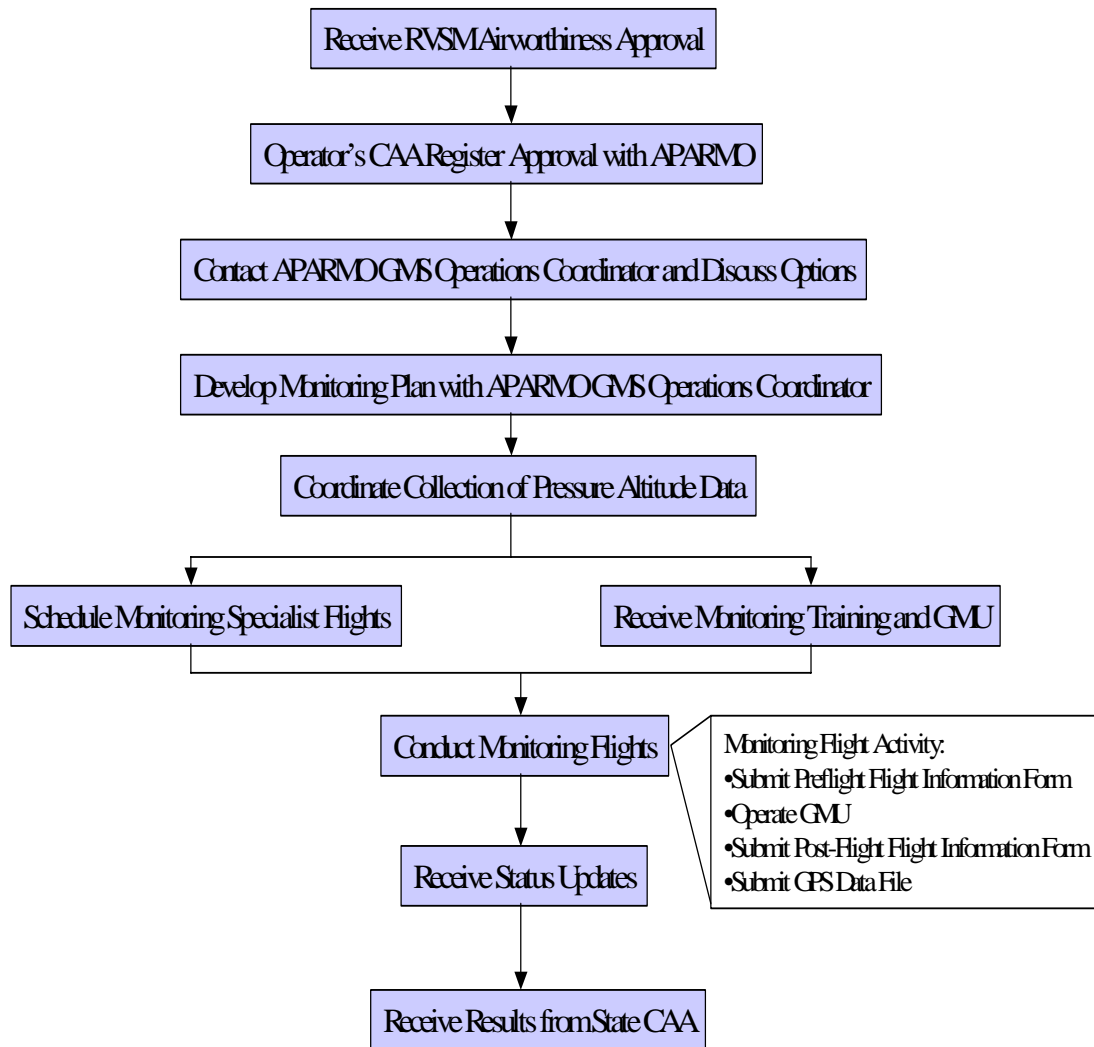 Receive RVSM Airworthiness Approval
Operator's CAA Register Approval with APARMO
Contact APARMO GMS Operations Coordinator and Discuss Options
Develop Monitoring Plan with APARMO GMS Operations Coordinator
Coordinate Collection of Pressure Altitude Data
Schedule Monitoring Specialist Flights
Receive Monitoring Training and GMU
Conduct Monitoring Flights
Monitoring Flight Activity:
•Submit Preflight Flight Information Form
•Operate GMU
•Submit Post-Flight Flight Information Form
•Submit GPS Data File
Receive Status Updates
Receive Results from State CAA